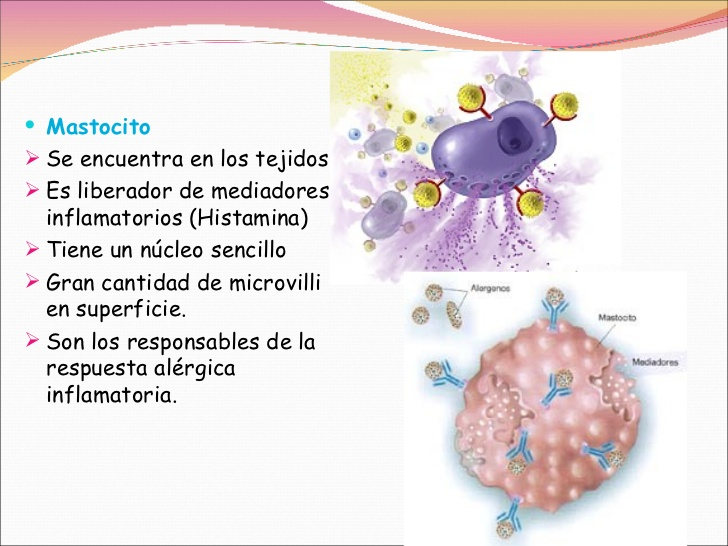 Mastocito
Se encuentra en los tejidos
Es liberador de mediadores
inflamatorios (Histamina)
Tiene un núcleo sencillo
Gran cantidad de microvilli
en superficie.
Son los responsables de la
respuesta alérgica
inflamatoria.
Alergenos
Mastocito
Mediadores